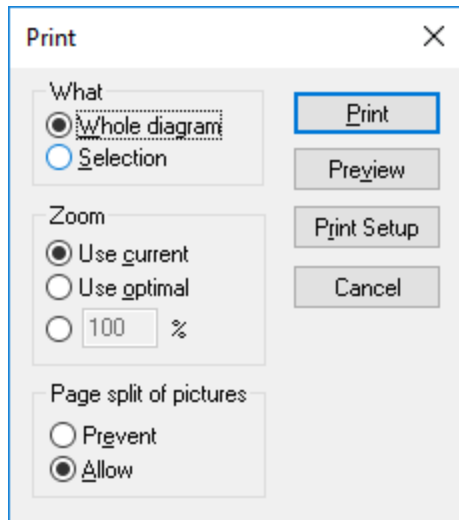 Print
What
Whole diagram
Selection
Zoom
Use current
Use optimal
100 %
Page split of pictures
Prevent
Allow
Print
Preview
Print Setup
Cancel